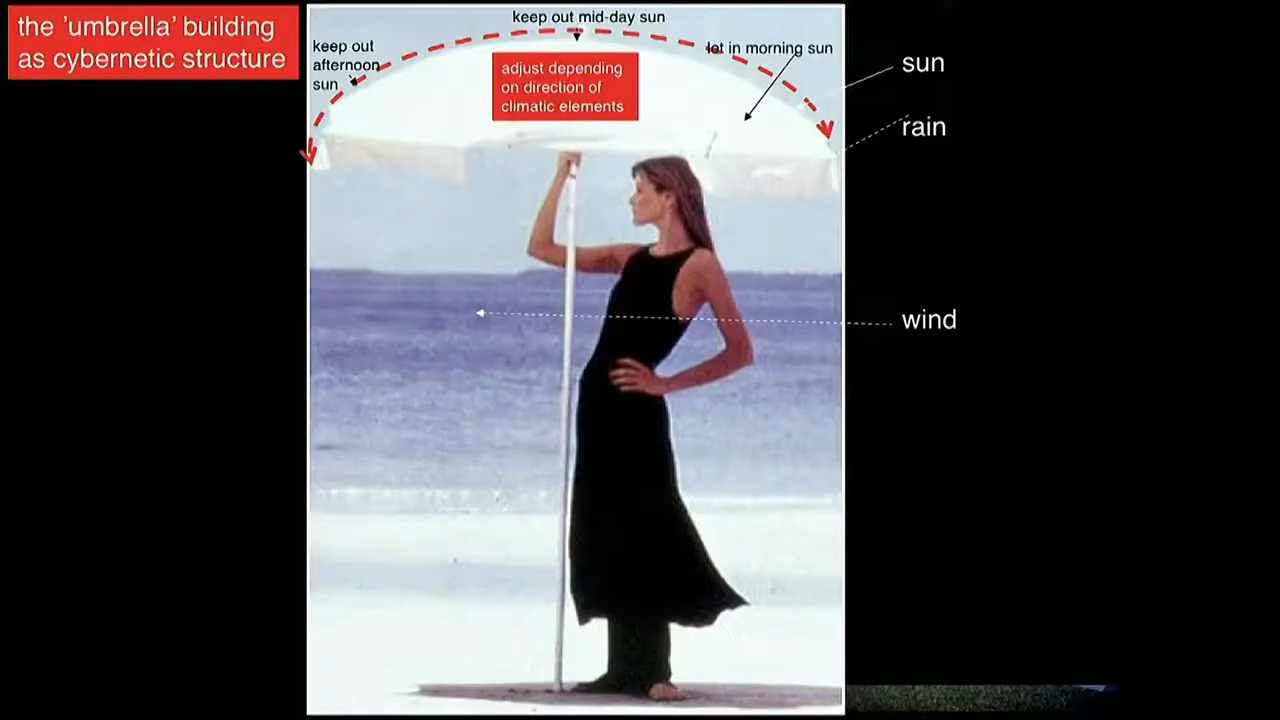 the 'umbrella' building
as cybernetic structure
keep out mid-day sun
keep out
afternoon
sun
let in morning sun
adjust depending
on direction of
climatic elements
sun
rain
wind